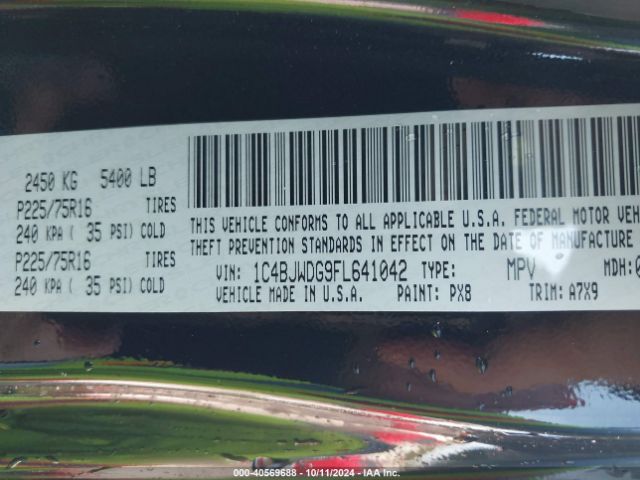 2450 KG 5400 LB
P225/75R16 TIRES
240 KPA ( 35 PSI) COLD
P225/75R16 TIRES
240 KPA ( 35 PSI) COLD
THIS VEHICLE CONFORMS TO ALL APPLICABLE U.S.A. FEDERAL MOTOR
THEFT PREVENTION STANDARDS IN EFFECT ON THE DATE OF MANUFACTURE
VIN: 1C4BJWDG9FL641042 TYPE: MPV MDH:
VEHICLE MADE IN U.S.A. PAINT: PX8 TRIM: A7X9
000-40569688 - 10/11/2024 - IAA Inc.